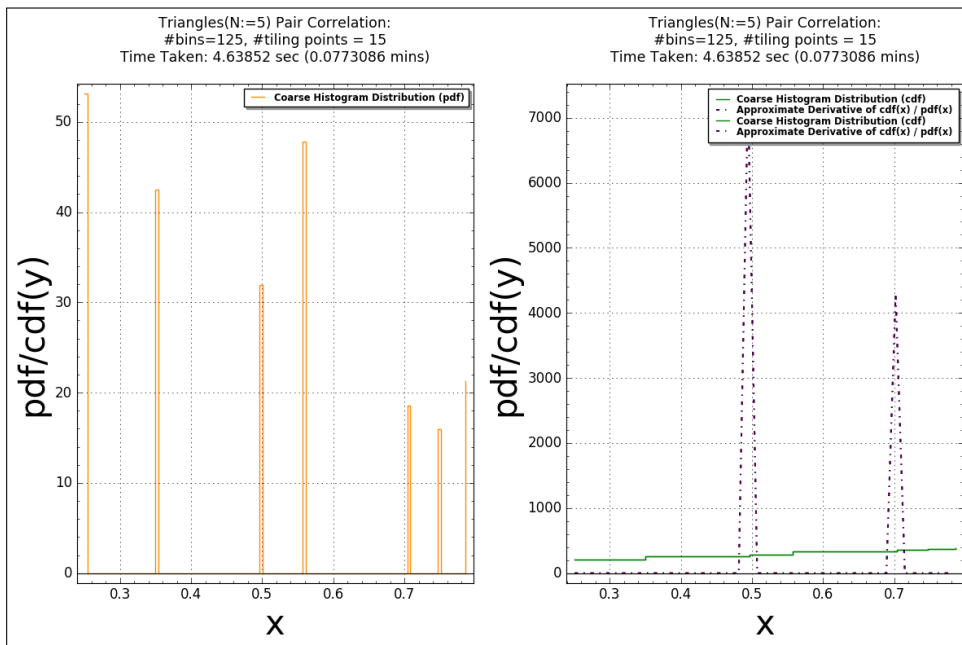 Triangles(N:=5) Pair Correlation:
#bins=125, #tiling points = 15
Time Taken: 4.63852 sec (0.0773086 mins)
Coarse Histogram Distribution (pdf)
50
40
30
20
10
0
0.3 0.4 0.5 0.6 0.7
pdf/cdf(y)
x
Triangles(N:=5) Pair Correlation:
#bins=125, #tiling points = 15
Time Taken: 4.63852 sec (0.0773086 mins)
Coarse Histogram Distribution (cdf)
Approximate Derivative of cdf(x) / pdf(x)
Coarse Histogram Distribution (cdf)
Approximate Derivative of cdf(x) / pdf(x)
7000
6000
5000
4000
3000
2000
1000
0
0.3 0.4 0.5 0.6 0.7
pdf/cdf(y)
x